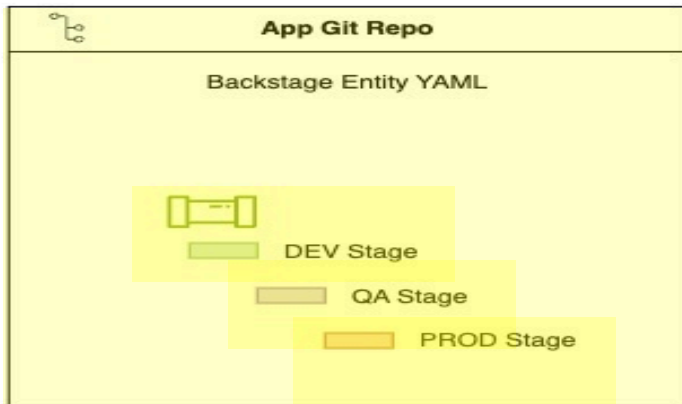 App Git Repo
Backstage Entity YAML
DEV Stage
QA Stage
PROD Stage